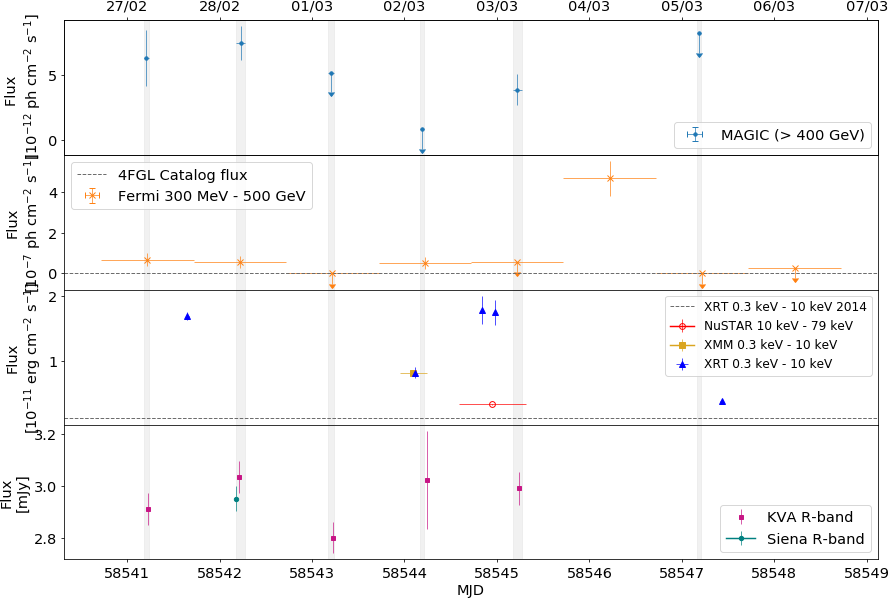 27/02 28/02 01/03 02/03 03/03 04/03 05/03 06/03 07/03
Flux
[10⁻¹² ph cm⁻² s⁻¹]
5
0
MAGIC (> 400 GeV)
Flux
[10⁻⁷ ph cm⁻² s⁻¹]
4
2
0
4FGL Catalog flux
Fermi 300 MeV - 500 GeV
Flux
[10⁻¹¹ erg cm⁻² s⁻¹]
2
1
XRT 0.3 keV - 10 keV 2014
NuSTAR 10 keV - 79 keV
XMM 0.3 keV - 10 keV
XRT 0.3 keV - 10 keV
Flux
[mJy]
3.2
3.0
2.8
KVA R-band
Siena R-band
58541 58542 58543 58544 58545 58546 58547 58548 58549
MJD